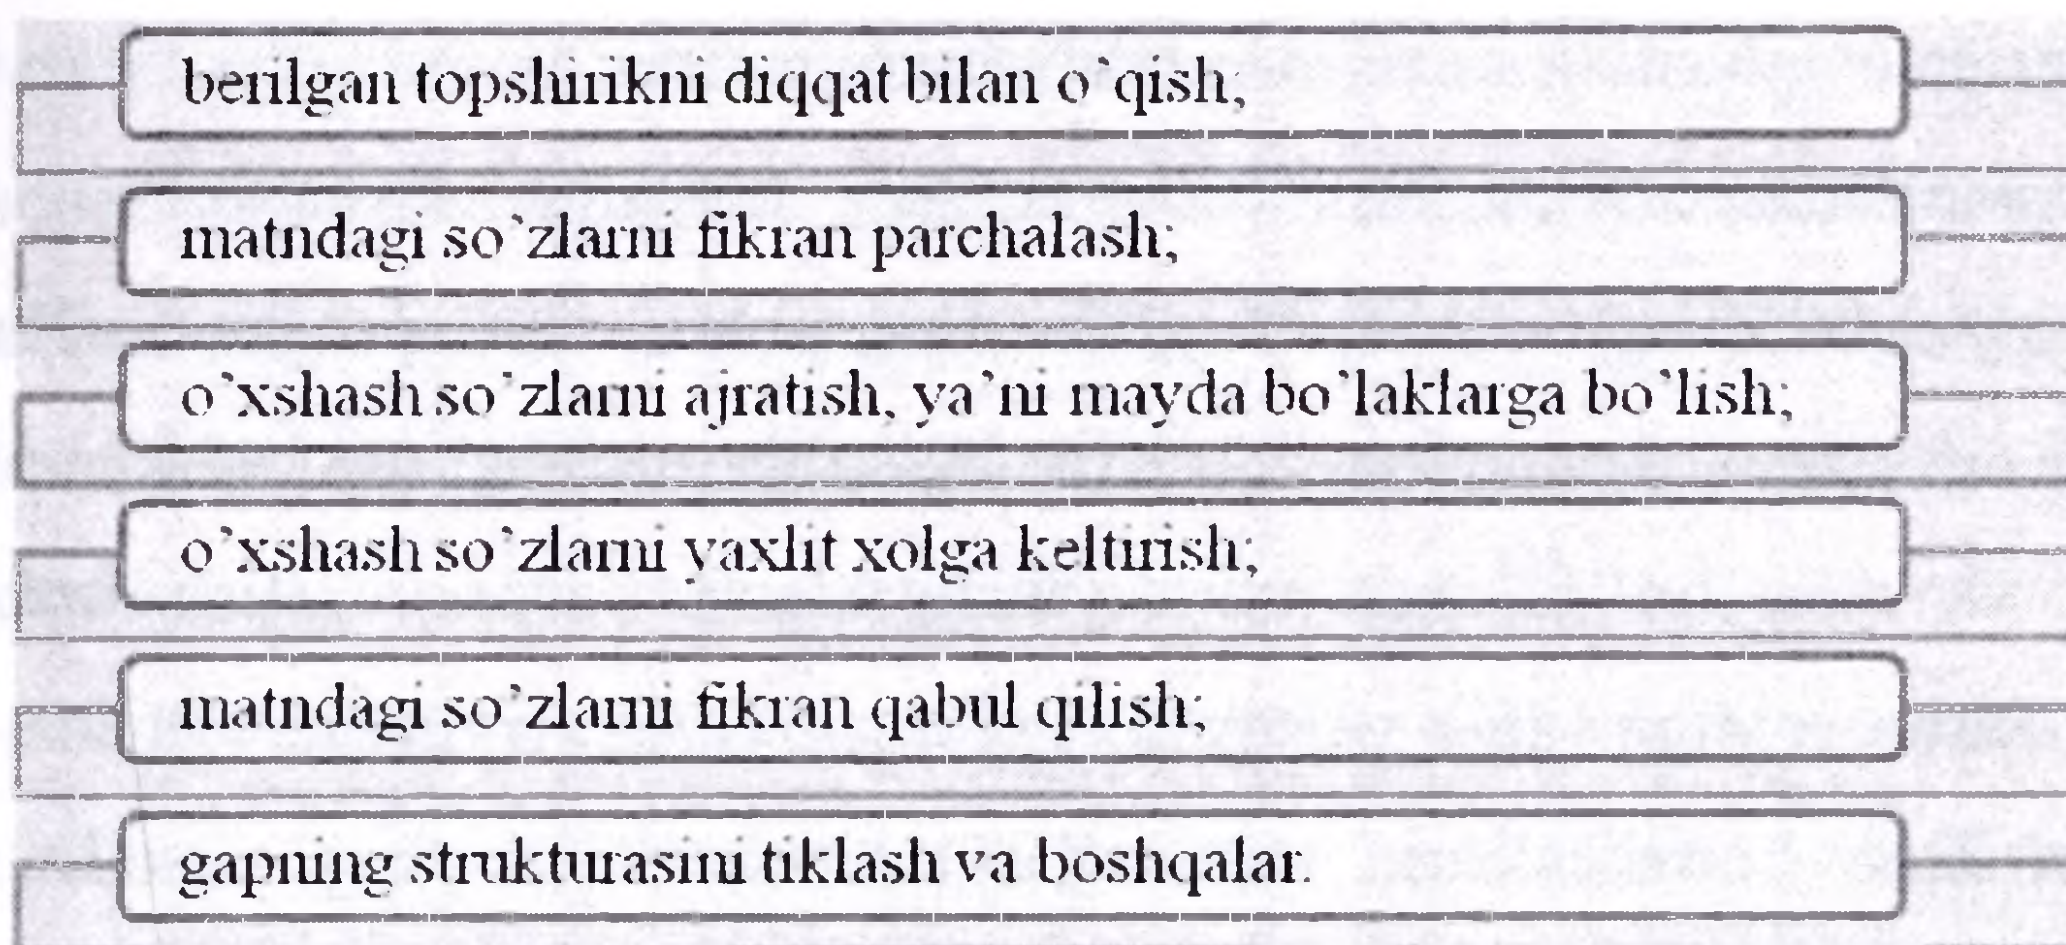 berilgan topshirikni diqqat bilan o`qish;
matndagi so`zlarni fikran parchalash;
o`xshash so`zlarni ajratish, ya`ni mayda bo`laklarga bo`lish;
o`xshash so`zlarni yaxlit xolga keltirish;
matndagi so`zlarni fikran qabul qilish;
gapning strukturasini tiklash va boshqalar.